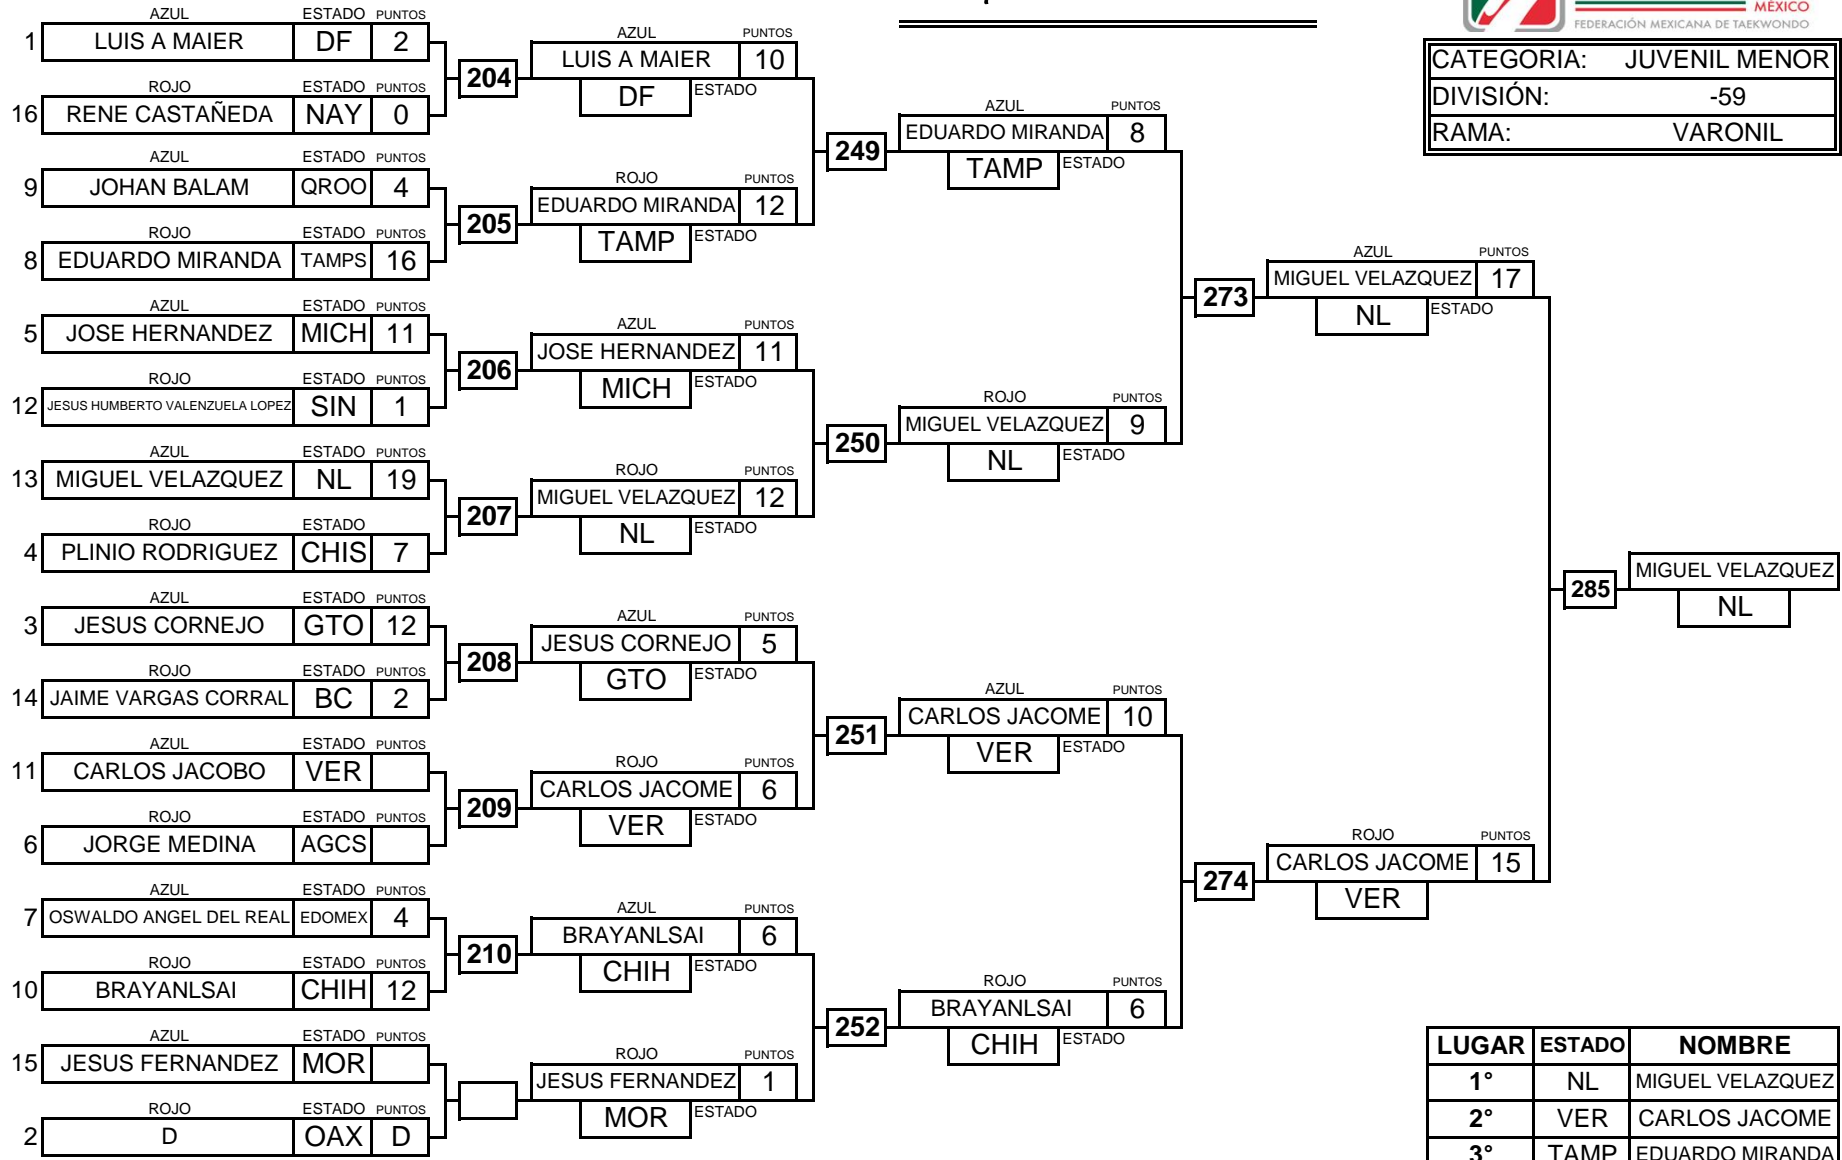 MÉXICO
FEDERACIÓN MEXICANA DE TAEKWONDO
CATEGORIA: JUVENIL MENOR
DIVISIÓN: -59
RAMA: VARONIL
AZUL ESTADO PUNTOS
1 LUIS A MAIER DF 2
ROJO ESTADO PUNTOS
16 RENE CASTAÑEDA NAY 0
AZUL ESTADO PUNTOS
9 JOHAN BALAM QROO 4
ROJO ESTADO PUNTOS
8 EDUARDO MIRANDA TAMPS 16
AZUL ESTADO PUNTOS
5 JOSE HERNANDEZ MICH 11
ROJO ESTADO PUNTOS
12 JESUS HUMBERTO VALENZUELA LOPEZ SIN 1
AZUL ESTADO PUNTOS
13 MIGUEL VELAZQUEZ NL 19
ROJO ESTADO
4 PLINIO RODRIGUEZ CHIS 7
AZUL ESTADO PUNTOS
3 JESUS CORNEJO GTO 12
ROJO ESTADO PUNTOS
14 JAIME VARGAS CORRAL BC 2
AZUL ESTADO PUNTOS
11 CARLOS JACOBO VER
ROJO ESTADO PUNTOS
6 JORGE MEDINA AGCS
AZUL ESTADO PUNTOS
7 OSWALDO ANGEL DEL REAL EDOMEX 4
ROJO ESTADO PUNTOS
10 BRAYANLSAI CHIH 12
AZUL ESTADO PUNTOS
15 JESUS FERNANDEZ MOR
ROJO ESTADO PUNTOS
2 D OAX D
204
205
206
207
208
209
210
AZUL PUNTOS
LUIS A MAIER 10
DF ESTADO
ROJO PUNTOS
EDUARDO MIRANDA 12
TAMP ESTADO
AZUL PUNTOS
JOSE HERNANDEZ 11
MICH ESTADO
ROJO PUNTOS
MIGUEL VELAZQUEZ 12
NL ESTADO
AZUL PUNTOS
JESUS CORNEJO 5
GTO ESTADO
ROJO PUNTOS
CARLOS JACOME 6
VER ESTADO
AZUL PUNTOS
BRAYANLSAI 6
CHIH ESTADO
ROJO PUNTOS
JESUS FERNANDEZ 1
MOR ESTADO
249
250
251
252
AZUL PUNTOS
EDUARDO MIRANDA 8
TAMP ESTADO
ROJO PUNTOS
MIGUEL VELAZQUEZ 9
NL ESTADO
AZUL PUNTOS
CARLOS JACOME 10
VER ESTADO
ROJO PUNTOS
BRAYANLSAI 6
CHIH ESTADO
273
274
AZUL PUNTOS
MIGUEL VELAZQUEZ 17
NL ESTADO
ROJO PUNTOS
CARLOS JACOME 15
VER
285
MIGUEL VELAZQUEZ
NL
LUGAR ESTADO NOMBRE
1° NL MIGUEL VELAZQUEZ
2° VER CARLOS JACOME
3° TAMP EDUARDO MIRANDA